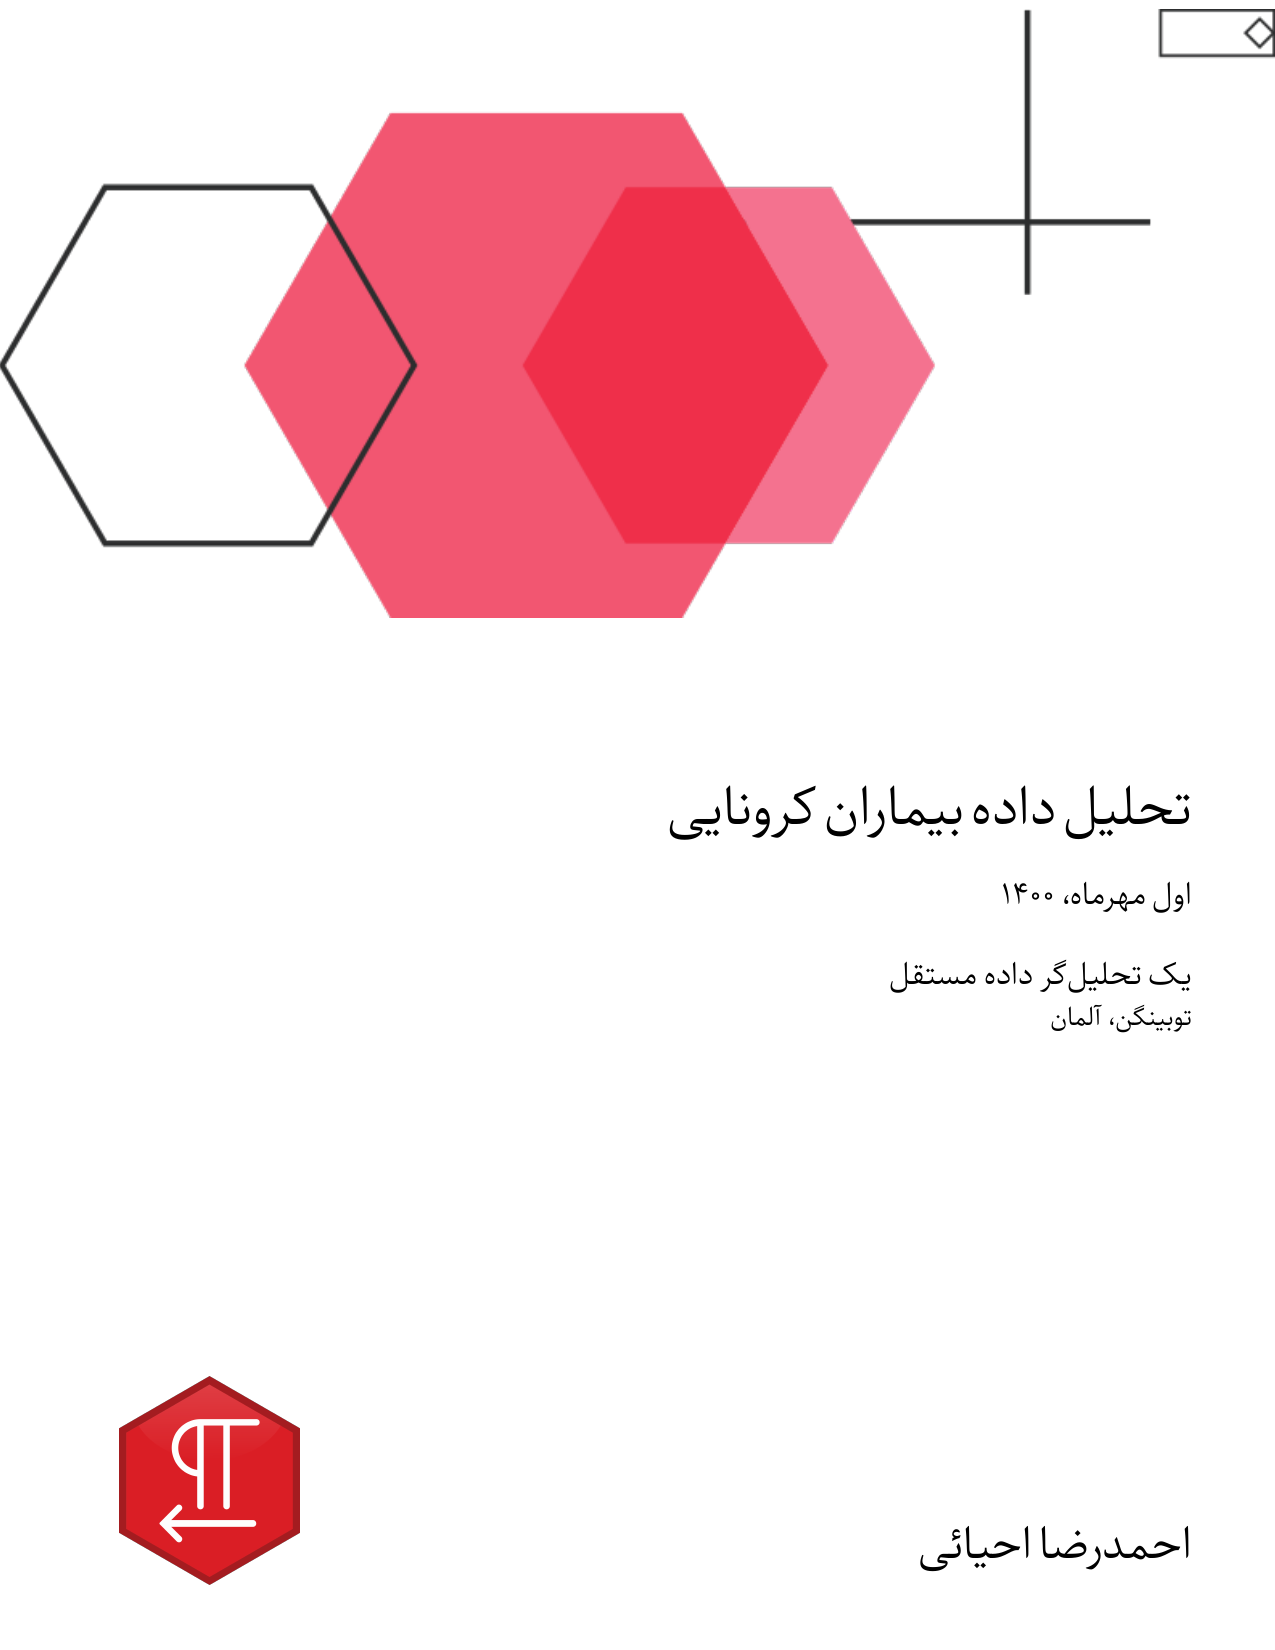 تحلیل داده بیماران کرونایی
اول مهرماه، ۱۴۰۰
یک تحلیل‌گر داده مستقل
توبینگن، آلمان
احمدرضا احیائی